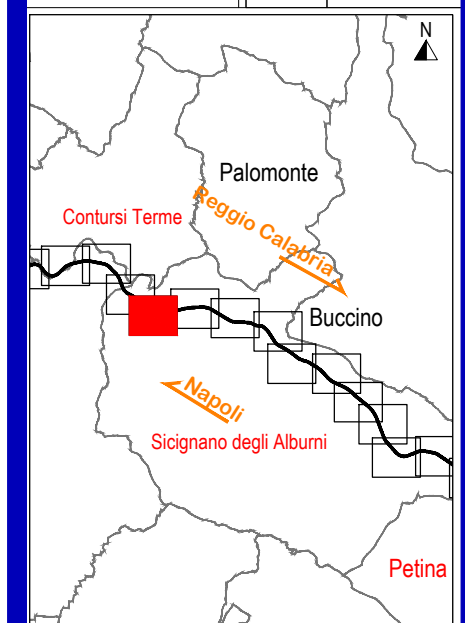 N
Palomonte
Contursi Terme
Reggio Calabria
Buccino
Napoli
Sicignano degli Alburni
Petina